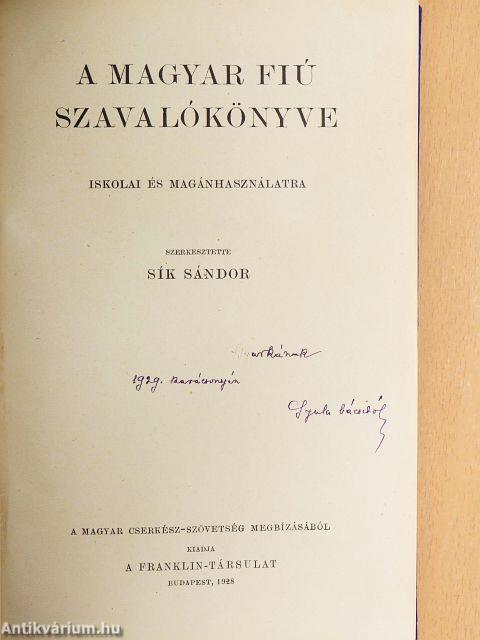 A MAGYAR FIÚ
SZAVALÓKÖNYVE
ISKOLAI ÉS MAGÁNHASZNÁLATRA
SZERKESZTETTE
SÍK SÁNDOR
1929. karácsonyán
Gyula bácsitól
A MAGYAR CSERKÉSZ-SZÖVETSÉG MEGBÍZÁSÁBÓL
KIADJA
A FRANKLIN-TÁRSULAT
BUDAPEST, 1928
Antikvárium.hu